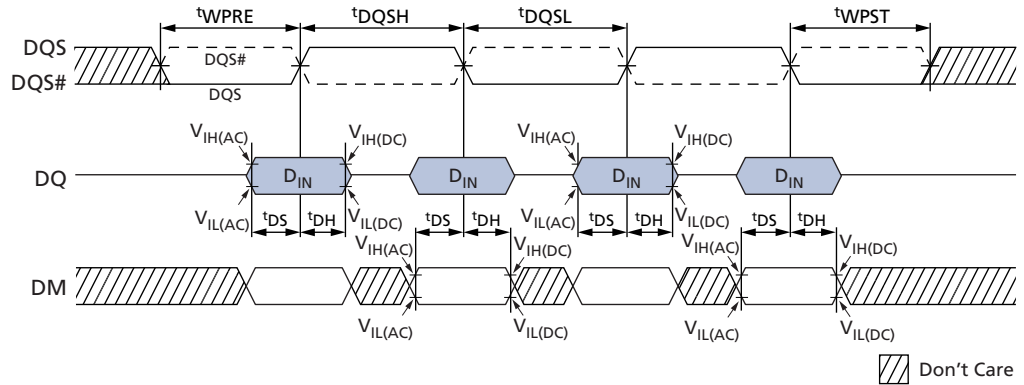 tWPRE tDQSH tDQSL tWPST
DQS
DQS#
DQS#
DQS
VIH(AC) VIH(DC) VIH(AC) VIH(DC)
DQ DIN DIN DIN DIN
VIL(AC) tDS tDH VIL(DC) tDS tDH VIL(AC) tDS tDH VIL(DC) tDS tDH
VIH(AC) VIH(DC) VIH(AC) VIH(DC)
DM
VIL(AC) VIL(DC) VIL(AC) VIL(DC)
Don't Care